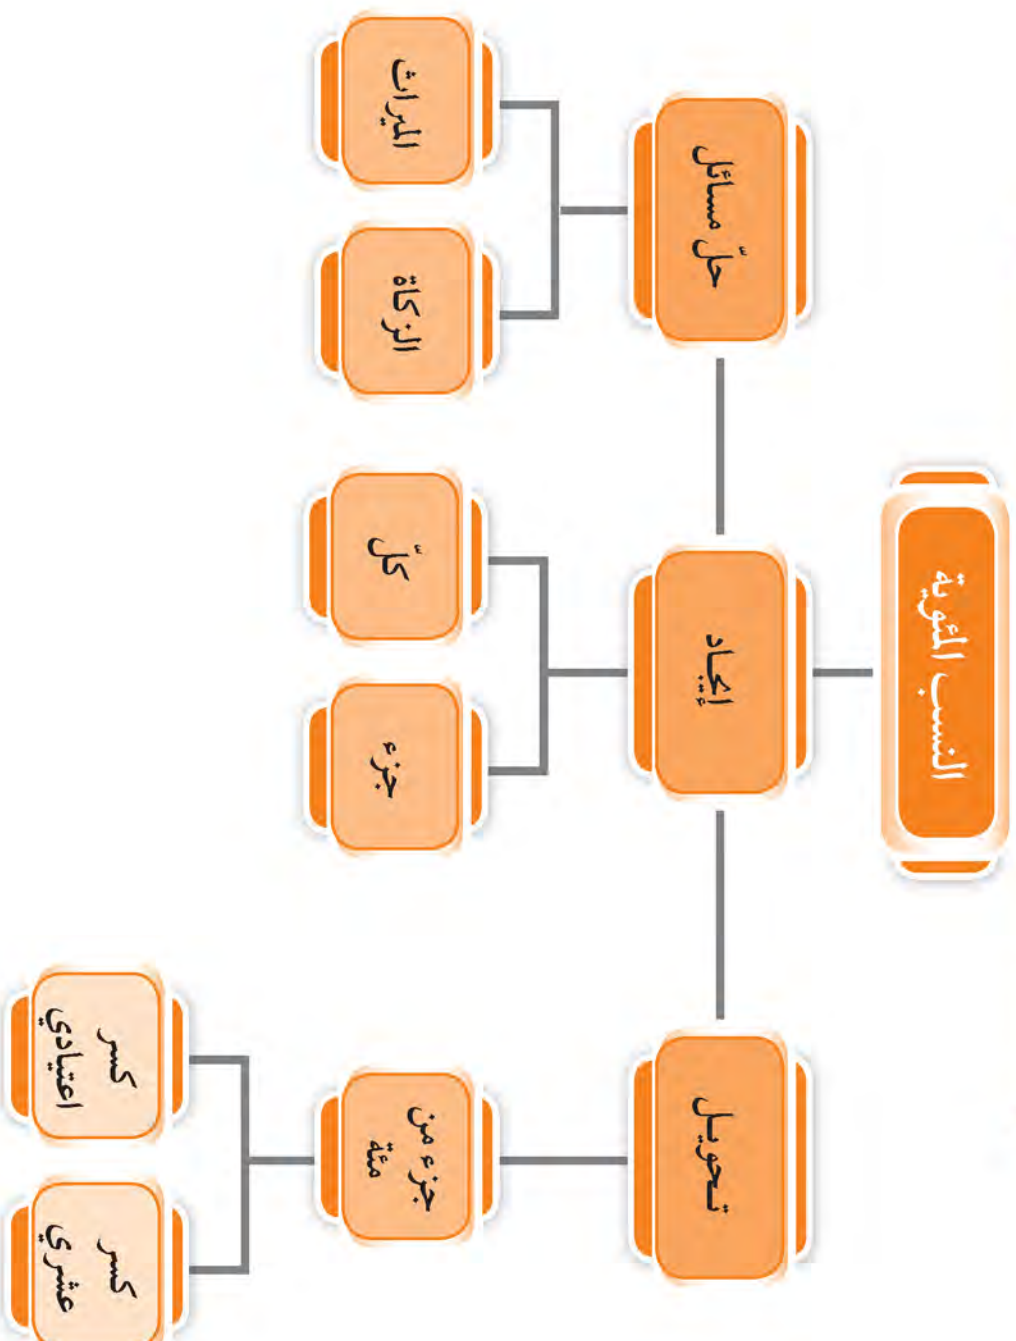 النسب المئوية
تحويل
إيجاد
حلّ مسائل
جزء من
مئة
جزء
كلّ
الزكاة
الميراث
كسر
عشري
كسر
اعتيادي